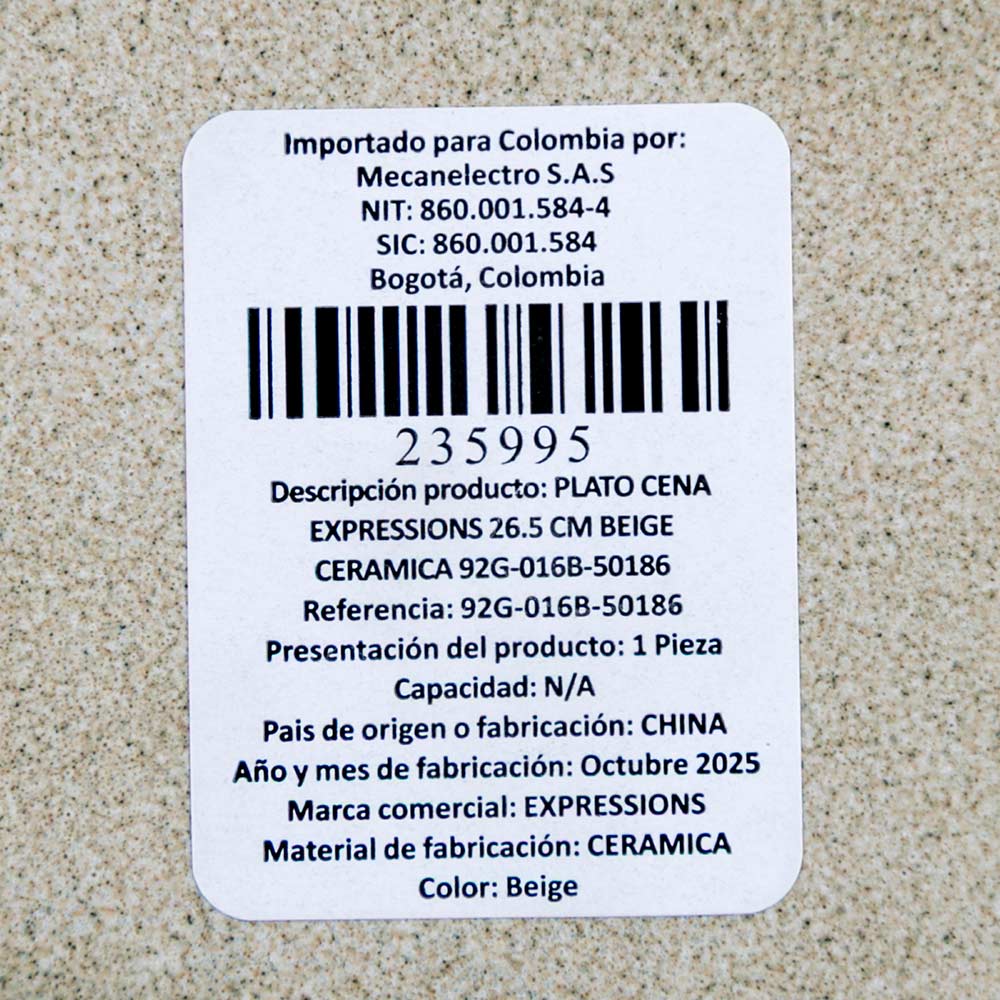 Importado para Colombia por:
Mecanelectro S.A.S
NIT: 860.001.584-4
SIC: 860.001.584
Bogotá, Colombia
235995
Descripción producto: PLATO CENA
EXPRESSIONS 26.5 CM BEIGE
CERAMICA 92G-016B-50186
Referencia: 92G-016B-50186
Presentación del producto: 1 Pieza
Capacidad: N/A
Pais de origen o fabricación: CHINA
Año y mes de fabricación: Octubre 2025
Marca comercial: EXPRESSIONS
Material de fabricación: CERAMICA
Color: Beige